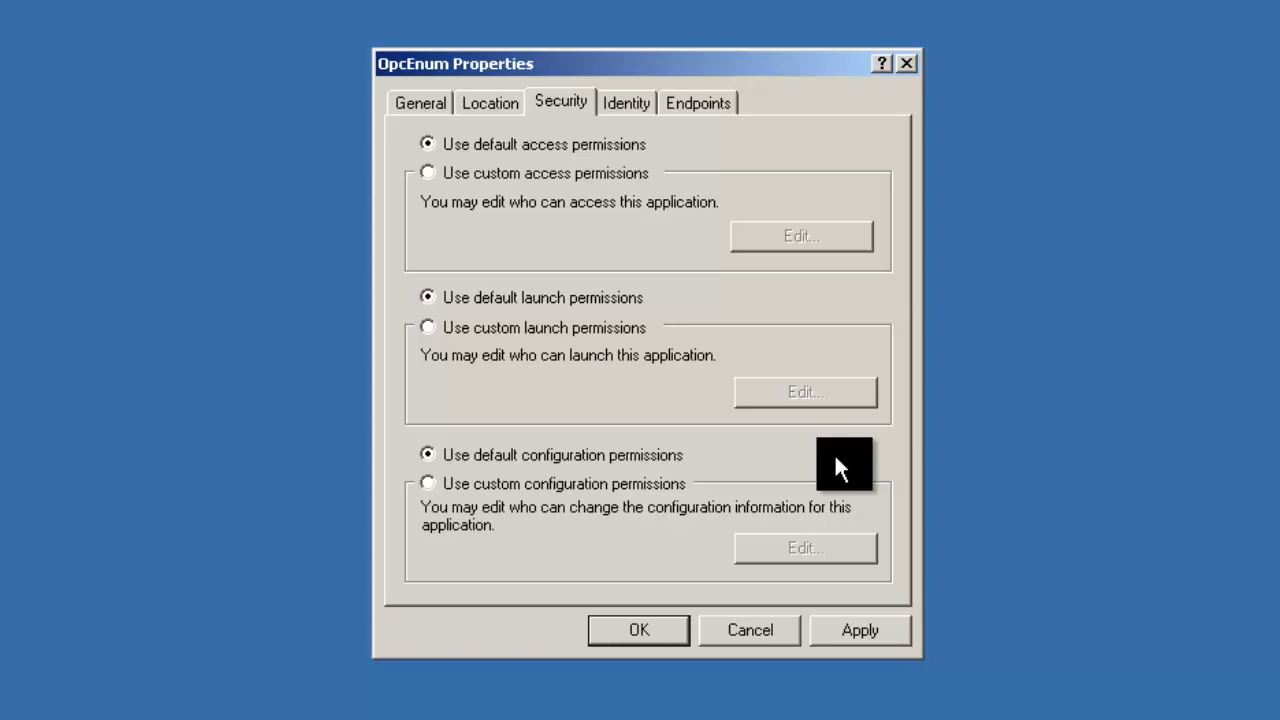 OpcEnum Properties
General Location Security Identity Endpoints
Use default access permissions
Use custom access permissions
You may edit who can access this application.
Edit...
Use default launch permissions
Use custom launch permissions
You may edit who can launch this application.
Edit...
Use default configuration permissions
Use custom configuration permissions
You may edit who can change the configuration information for this
application.
Edit...
OK Cancel Apply